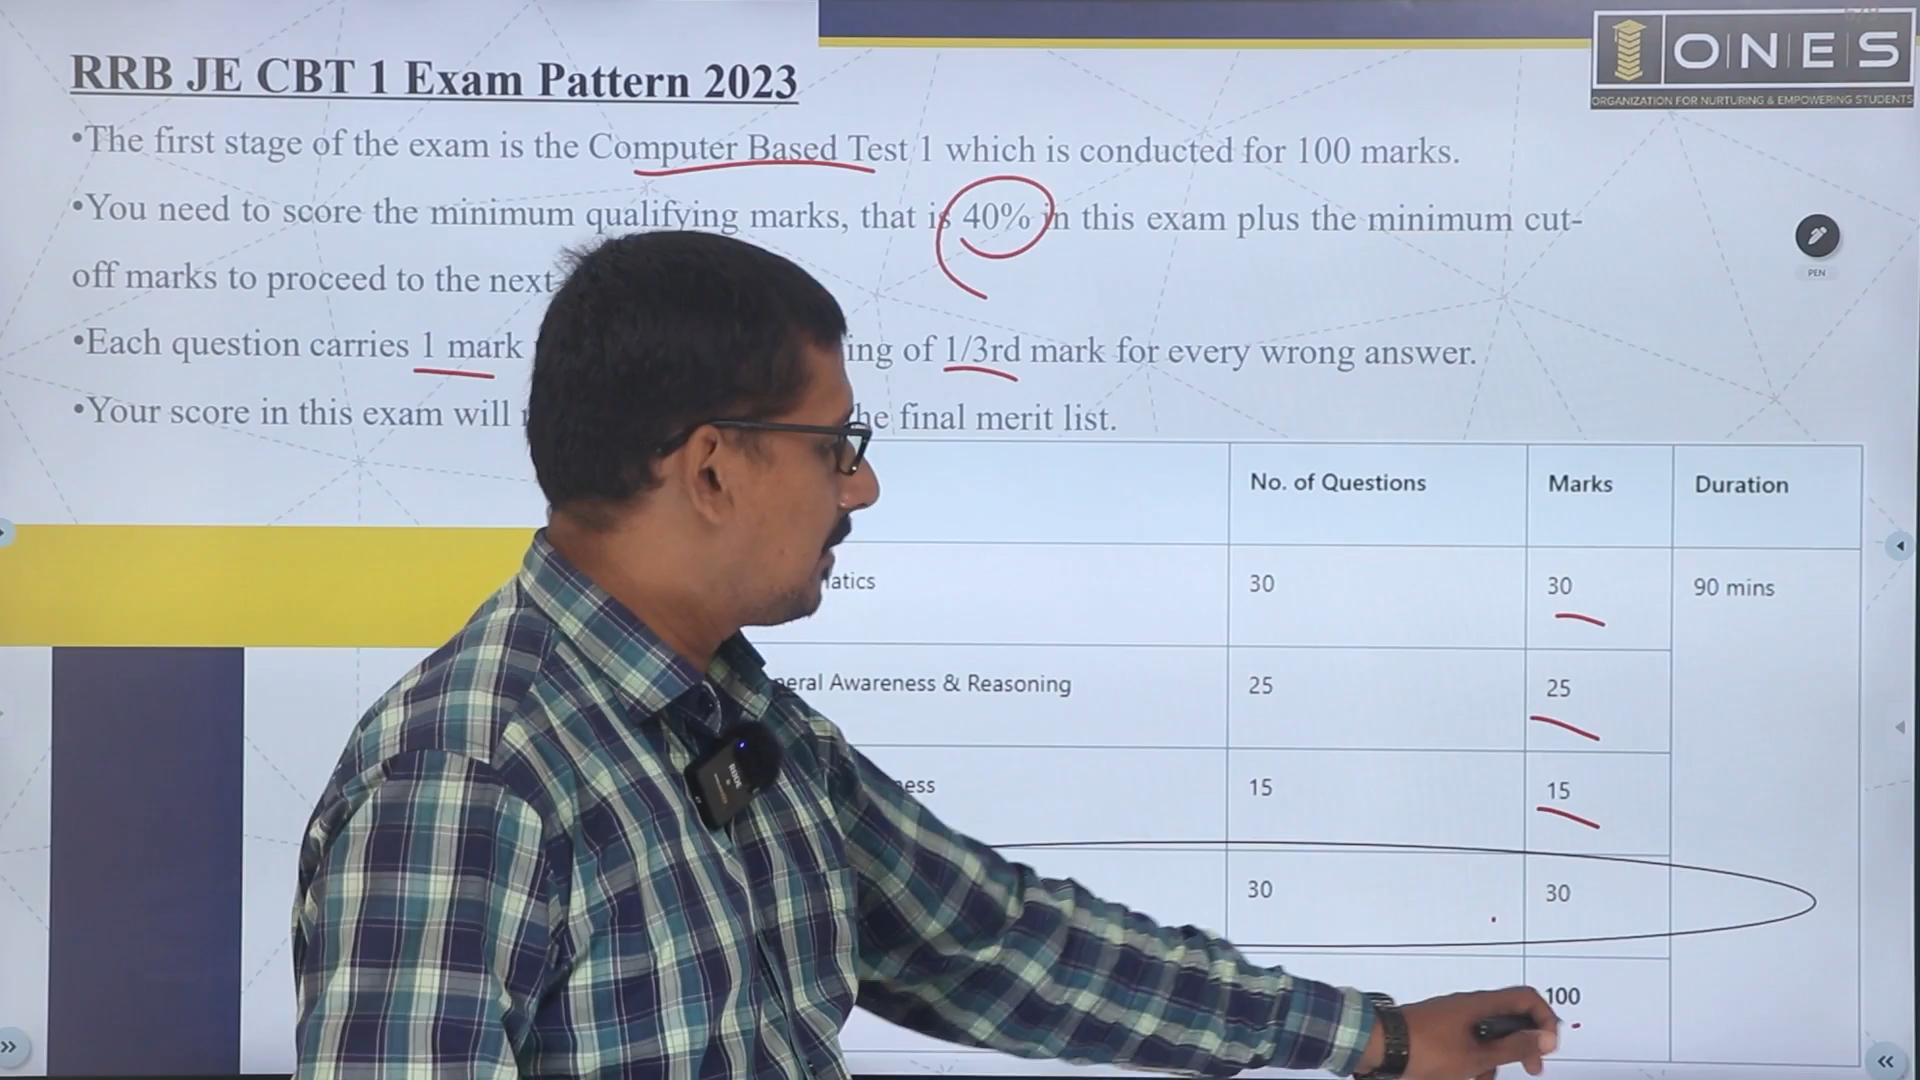 RRB JE CBT 1 Exam Pattern 2023
O|N|E|S
ORGANIZATION FOR NURTURING & EMPOWERING STUDENTS
•The first stage of the exam is the Computer Based Test 1 which is conducted for 100 marks.
•You need to score the minimum qualifying marks, that is 40% in this exam plus the minimum cut-
off marks to proceed to the next
PEN
•Each question carries 1 mark ing of 1/3rd mark for every wrong answer.
•Your score in this exam will he final merit list.
No. of Questions Marks Duration
atics 30 30 90 mins
eral Awareness & Reasoning 25 25
ess 15 15
30 30
100
RODE